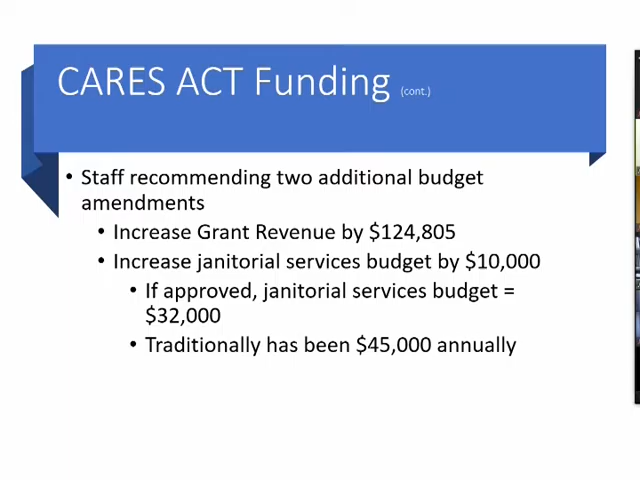 CARES ACT Funding (cont.)
• Staff recommending two additional budget
amendments
• Increase Grant Revenue by $124,805
• Increase janitorial services budget by $10,000
• If approved, janitorial services budget =
$32,000
• Traditionally has been $45,000 annually